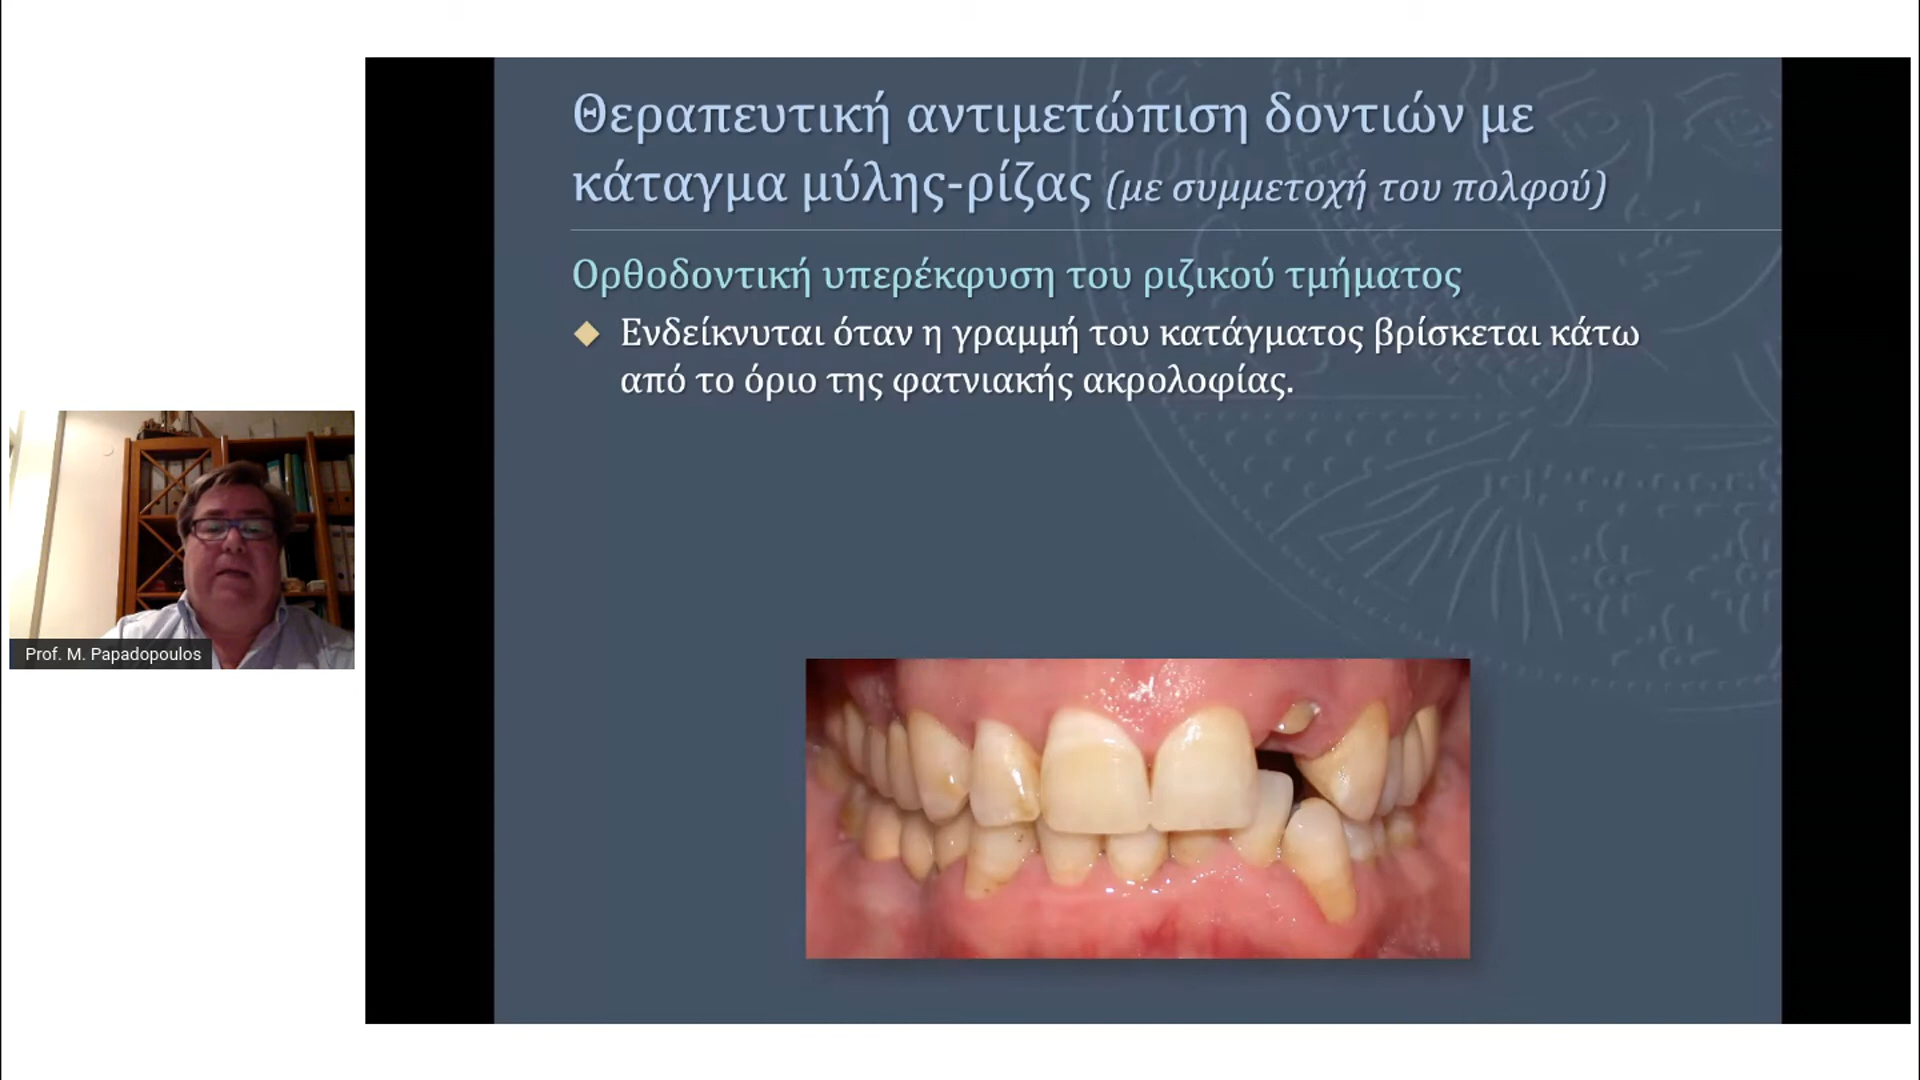 Θεραπευτική αντιμετώπιση δοντιών με
κάταγμα μύλης-ρίζας (με συμμετοχή του πολφού)
Ορθοδοντική υπερέκφυση του ριζικού τμήματος
Ενδείκνυται όταν η γραμμή του κατάγματος βρίσκεται κάτω
από το όριο της φατνιακής ακρολοφίας.
Prof. M. Papadopoulos